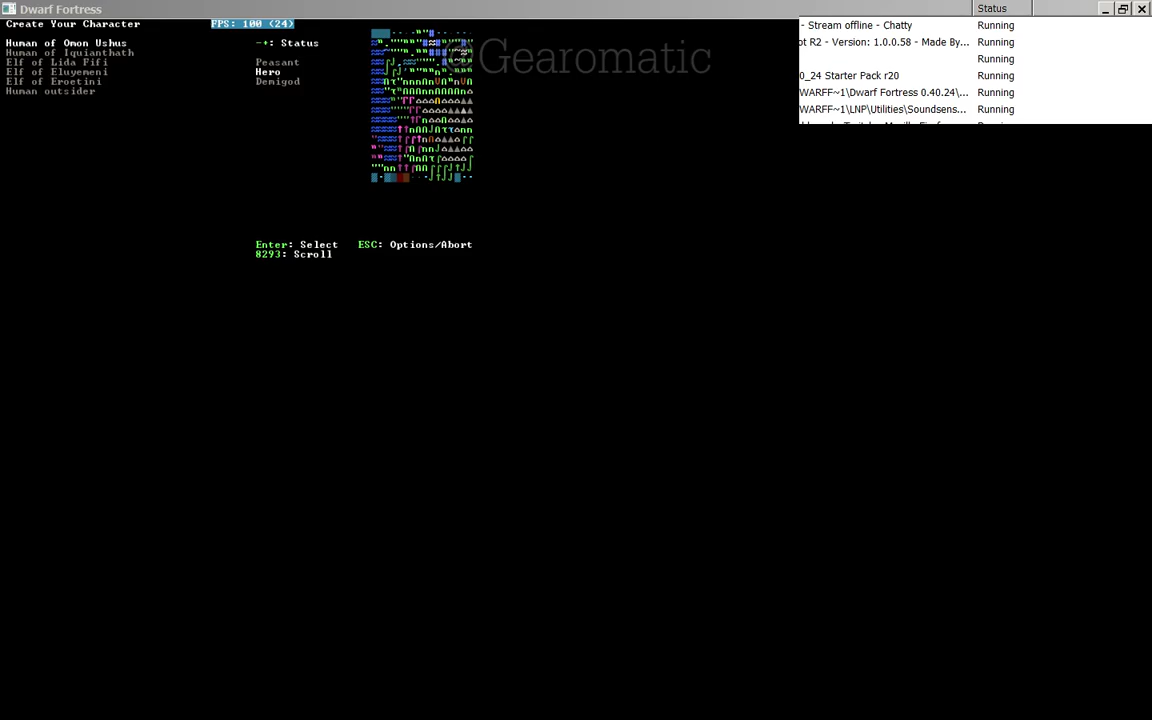 Dwarf Fortress
Status
Create Your Character
FPS: 100 (24)
- Stream offline - Chatty
Running
Human of Omon Ushus
-+: Status
ot R2 - Version: 1.0.0.58 - Made By...
Running
Human of Iquianthath
©Gearomatic
Running
Elf of Lida Fifi
Peasant
Elf of Eluyemeni
Hero
0_24 Starter Pack r20
Running
Elf of Eroetini
Demigod
Human outsider
WARFF~1\Dwarf Fortress 0.40.24\...
Running
WARFF~1\LNP\Utilities\Soundsens...
Running
Enter: Select
ESC: Options/Abort
8293: Scroll